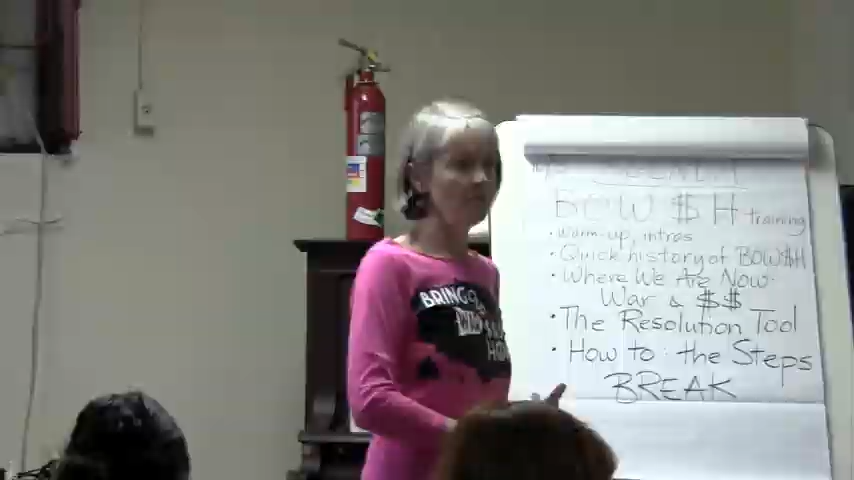 BOW $H training
• Warm-up, intros
• Quick history of BOW$H
• Where We Are Now-
War & $$
• The Resolution Tool
• How to: the Steps
BREAK
BRING